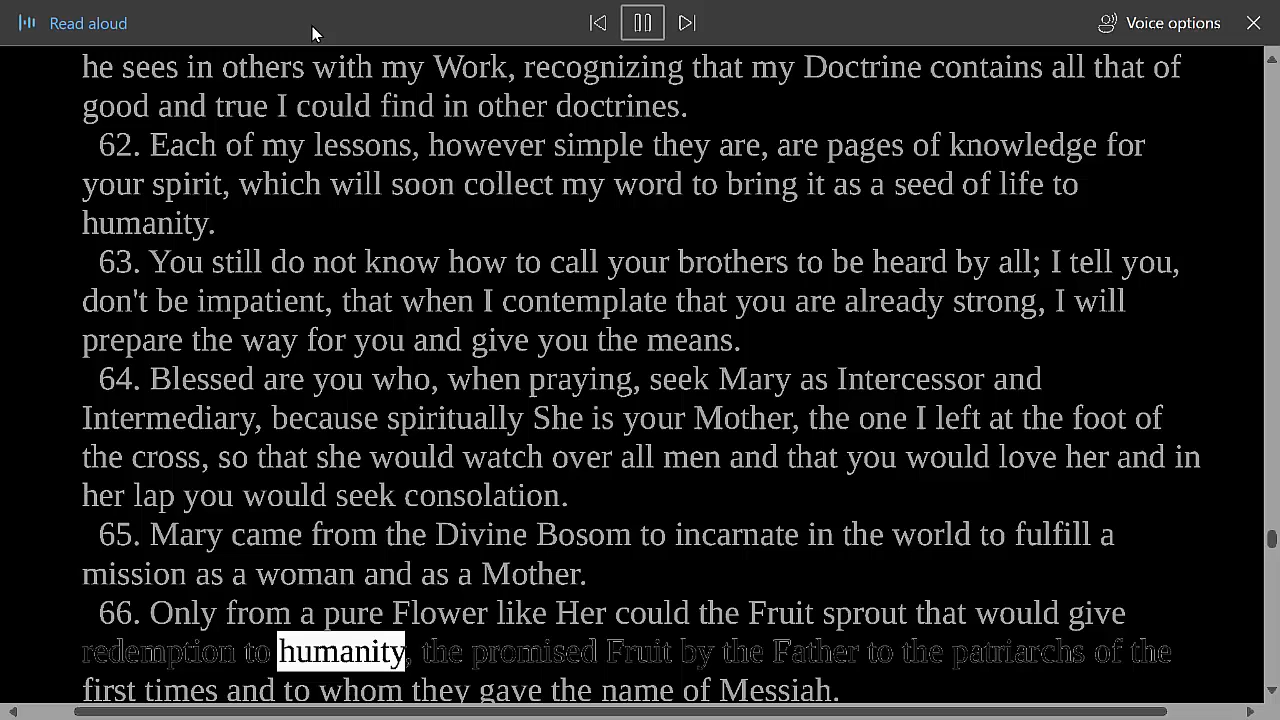 Read aloud
Voice options
he sees in others with my Work, recognizing that my Doctrine contains all that of
good and true I could find in other doctrines.
62. Each of my lessons, however simple they are, are pages of knowledge for
your spirit, which will soon collect my word to bring it as a seed of life to
humanity.
63. You still do not know how to call your brothers to be heard by all; I tell you,
don't be impatient, that when I contemplate that you are already strong, I will
prepare the way for you and give you the means.
64. Blessed are you who, when praying, seek Mary as Intercessor and
Intermediary, because spiritually She is your Mother, the one I left at the foot of
the cross, so that she would watch over all men and that you would love her and in
her lap you would seek consolation.
65. Mary came from the Divine Bosom to incarnate in the world to fulfill a
mission as a woman and as a Mother.
66. Only from a pure Flower like Her could the Fruit sprout that would give
redemption to humanity, the promised Fruit by the Father to the patriarchs of the
first times and to whom they gave the name of Messiah.